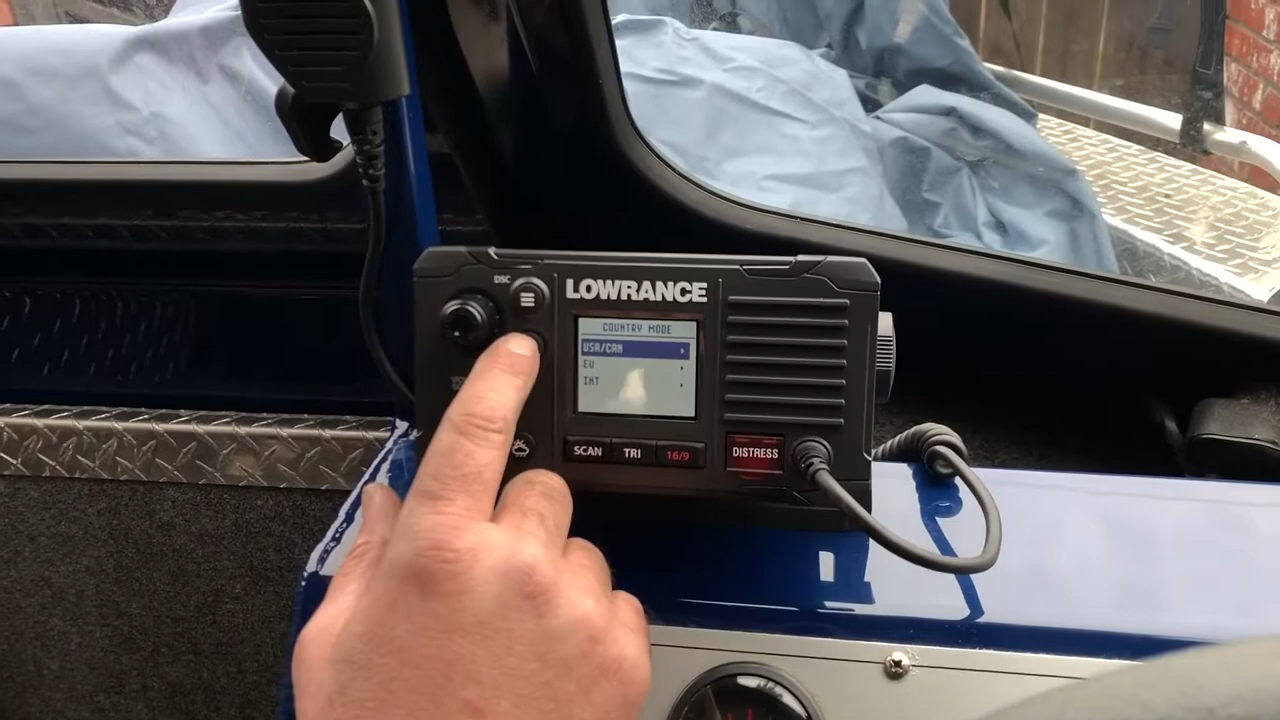 DSC
LOWRANCE
COUNTRY MODE
USA/CAN
EU
INT
SCAN
TRI
16/9
DISTRESS